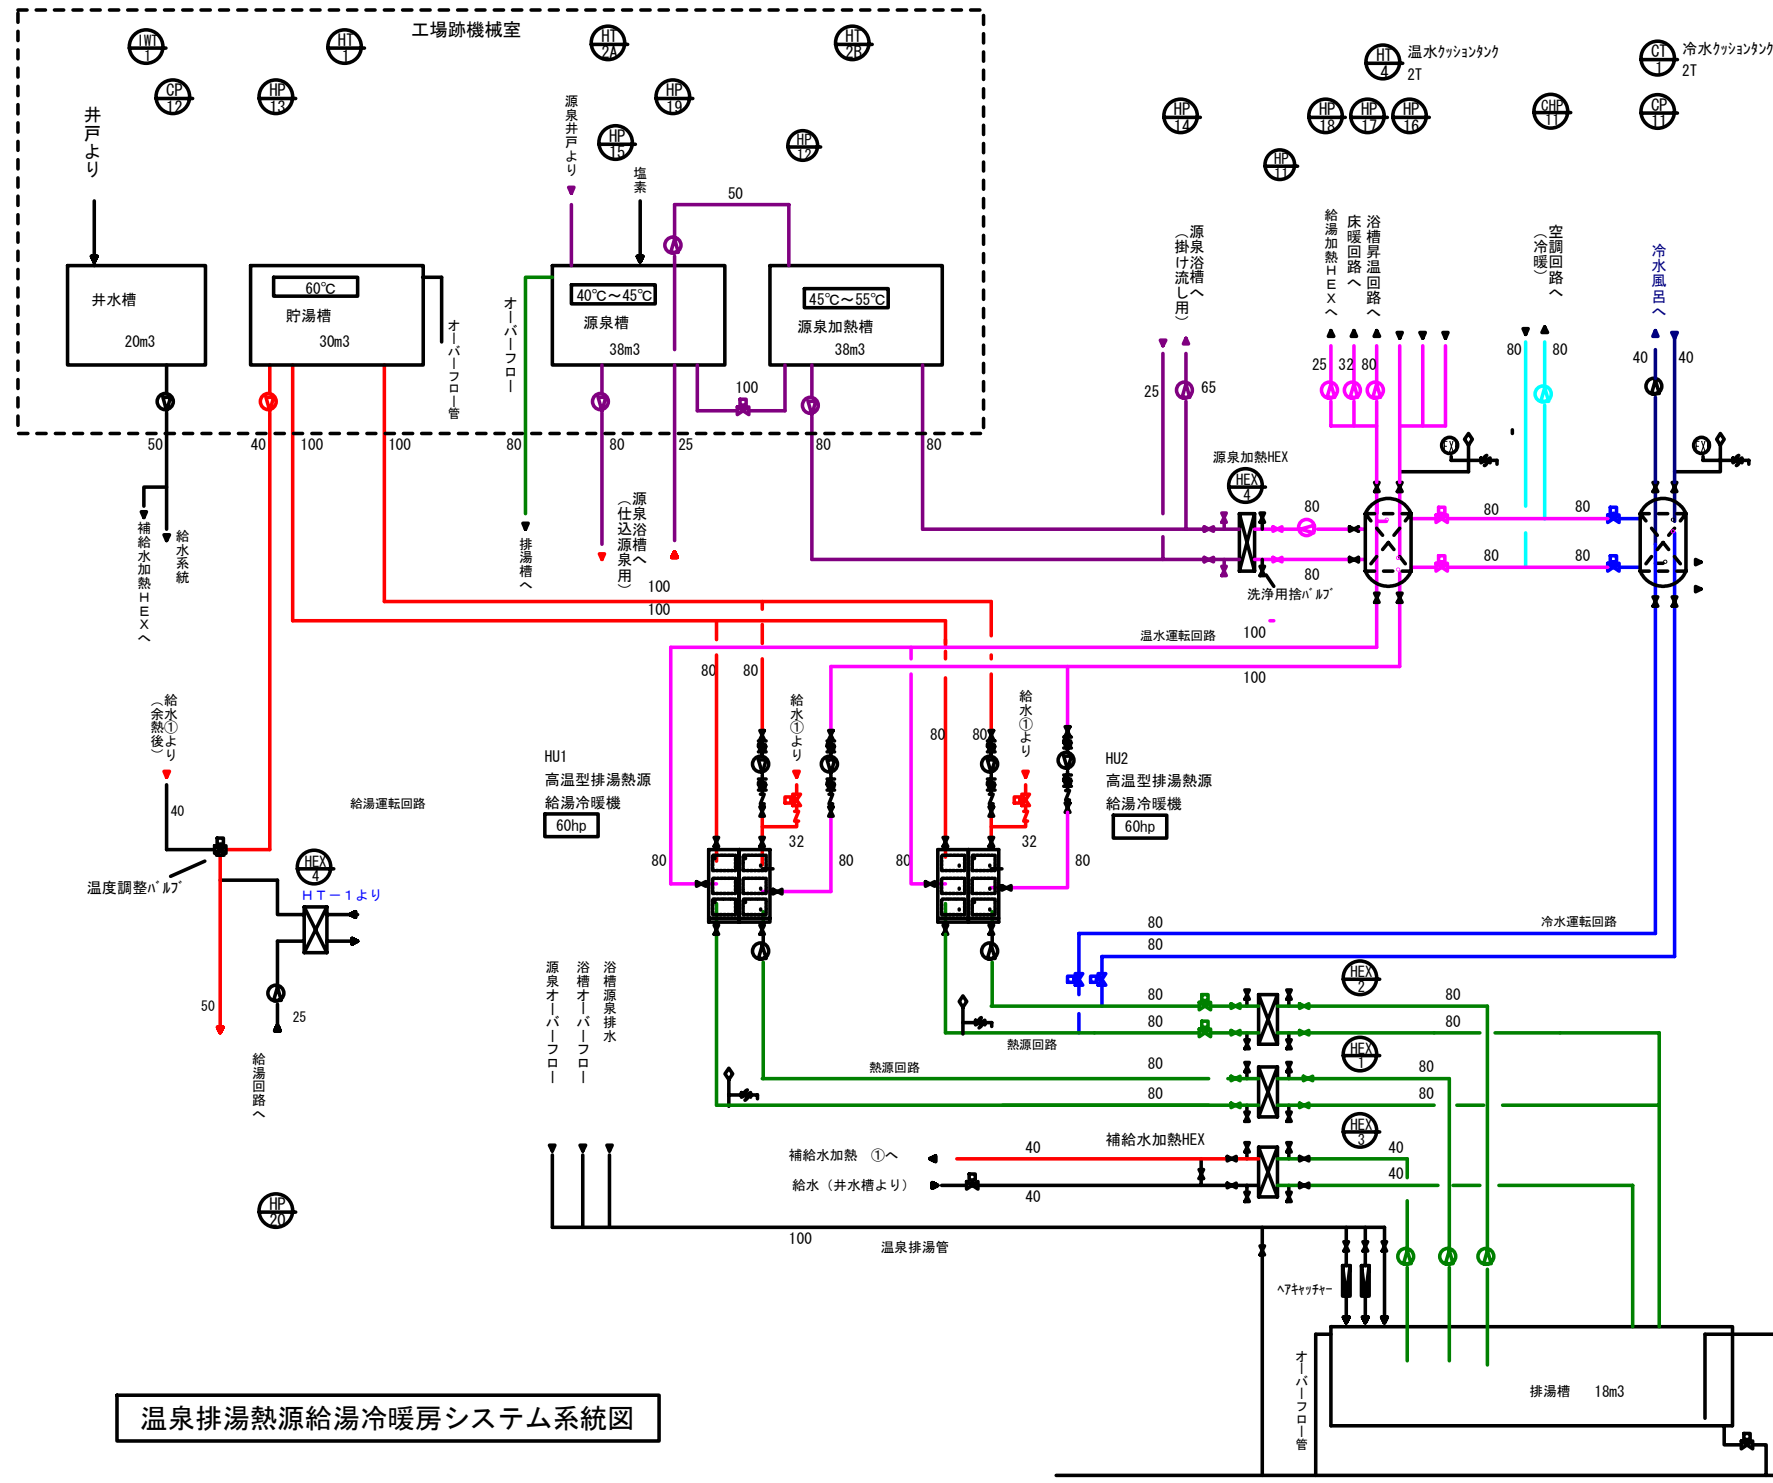 工場跡機械室
IWT
1
HT
1
HT
2A
HT
2B
CP
12
HP
13
HP
19
HP
15
HP
12
HP
14
HP
11
HP
18
HP
17
HP
16
HT
4
温水クッションタンク
2T
CHP
11
CT
1
冷水クッションタンク
2T
CP
11
井戸より
源泉井戸より
塩素
50
井水槽
20m3
60℃
貯湯槽
30m3
オーバーフロー管
オーバーフロー
40℃～45℃
源泉槽
38m3
45℃～55℃
源泉加熱槽
38m3
100
50
40
100
100
80
80
25
80
80
補給水加熱HEXへ
給水系統
排湯槽へ
源泉浴槽へ
(仕込源泉用)
源泉浴槽へ
(掛け流し用)
25
65
給湯加熱HEXへ
床暖回路へ
浴槽昇温回路へ
25
32
80
空調回路へ
(冷暖)
80
80
冷水風呂へ
40
40
EX
EX
源泉加熱HEX
HEX
4
80
80
80
80
80
80
洗浄用捨バルブ
100
100
温水運転回路
100
100
80
80
80
80
給水①より
(余熱後)
40
給湯運転回路
温度調整バルブ
HEX
4
HT－1より
50
25
給湯回路へ
HP
20
HU1
高温型排湯熱源
給湯冷暖機
60hp
給水①より
32
80
80
HU2
高温型排湯熱源
給湯冷暖機
60hp
給水①より
32
80
80
80
80
冷水運転回路
源泉オーバーフロー
浴槽オーバーフロー
浴槽源泉排水
HEX
2
80
80
80
80
熱源回路
HEX
1
熱源回路
80
80
80
80
HEX
3
補給水加熱HEX
補給水加熱 ①へ
40
40
給水（井水槽より）
40
40
100
温泉排湯管
ヘアキャッチャー
オーバーフロー管
排湯槽 18m3
温泉排湯熱源給湯冷暖房システム系統図